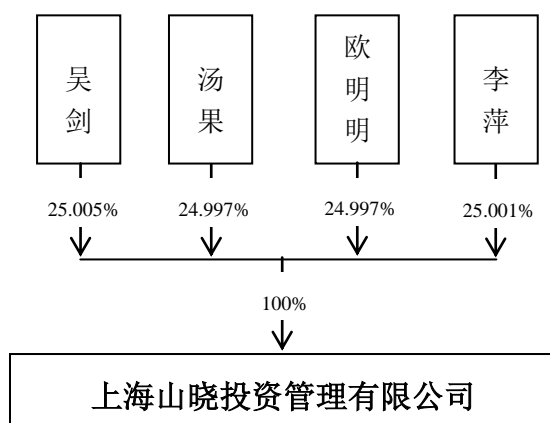 吴剑
汤果
欧明明
李萍
25.005%
24.997%
24.997%
25.001%
100%
上海山晓投资管理有限公司